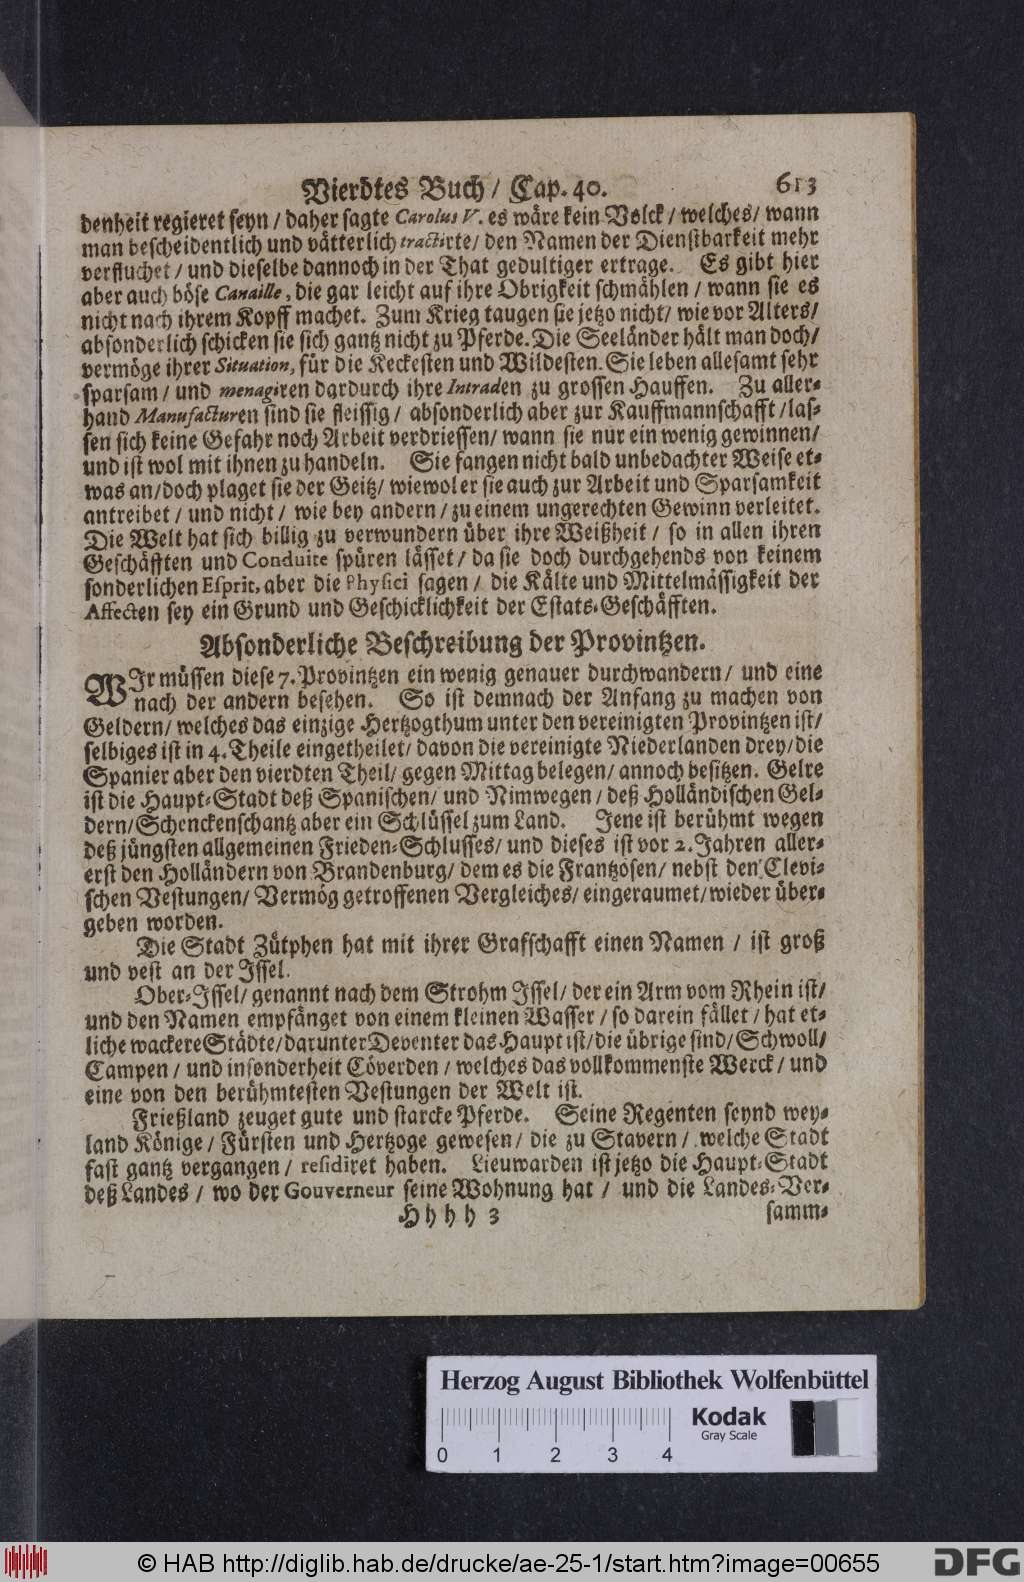 Vierdtes Buch / Cap. 40. 613
denheit regieret seyn / daher sagte Carolus V. es wäre kein Volck / welches / wann
man bescheidentlich und vätterlich tractirte / den Namen der Dienstbarkeit mehr
verfluchet / und dieselbe dannoch in der That gedultiger ertrage. Es gibt hier
aber auch böse Canaille, die gar leicht auf ihre Obrigkeit schmählen / wann sie es
nicht nach ihrem Kopff machet. Zum Krieg taugen sie jetzo nicht / wie vor Alters /
absonderlich schicken sie sich gantz nicht zu Pferde. Die Seeländer hält man doch /
vermöge ihrer Situation, für die Keckesten und Wildesten. Sie leben allesamt sehr
sparsam / und menagiren dardurch ihre Intraden zu grossen Hauffen. Zu aller-
hand Manufacturen sind sie fleissig / absonderlich aber zur Kauffmannschafft / las-
sen sich keine Gefahr noch Arbeit verdriessen / wann sie nur ein wenig gewinnen /
und ist wol mit ihnen zu handeln. Sie fangen nicht bald unbedachter Weise et-
was an / doch plaget sie der Geitz / wiewol er sie auch zur Arbeit und Sparsamkeit
antreibet / und nicht / wie bey andern / zu einem ungerechten Gewinn verleitet.
Die Welt hat sich billig zu verwundern über ihre Weißheit / so in allen ihren
Geschäfften und Conduite spüren lässet / da sie doch durchgehends von keinem
sonderlichen Esprit, aber die Physici sagen / die Kälte und Mittelmässigkeit der
Affecten sey ein Grund und Geschicklichkeit der Estats-Geschäfften.
Absonderliche Beschreibung der Provintzen.
WIr müssen diese 7. Provintzen ein wenig genauer durchwandern / und eine
nach der andern besehen. So ist demnach der Anfang zu machen von
Geldern / welches das einzige Hertzogthum unter den vereinigten Provintzen ist /
selbiges ist in 4. Theile eingetheilet / davon die vereinigte Niederlanden drey / die
Spanier aber den vierdten Theil / gegen Mittag belegen / annoch besitzen. Gelre
ist die Haupt-Stadt deß Spanischen / und Nimwegen / deß Holländischen Gel-
dern / Schenckenschantz aber ein Schlüssel zum Land. Jene ist berühmt wegen
deß jüngsten allgemeinen Frieden-Schlusses / und dieses ist vor 2. Jahren aller-
erst den Holländern von Brandenburg / dem es die Frantzosen / nebst den Clevi-
schen Vestungen / Vermög getroffenen Vergleiches / eingeraumet / wieder über-
geben worden.
Die Stadt Zütphen hat mit ihrer Grafschafft einen Namen / ist groß
und vest an der Jssel.
Ober-Jssel / genannt nach dem Strohm Jssel / der ein Arm vom Rhein ist /
und den Namen empfänget von einem kleinen Wasser / so darein fället / hat et-
liche wackere Städte / darunter Deventer das Haupt ist / die übrige sind / Schwoll /
Campen / und insonderheit Cöverden / welches das vollkommenste Werck / und
eine von den berühmtesten Vestungen der Welt ist.
Frießland zeuget gute und starcke Pferde. Seine Regenten seynd wey-
land Könige / Fürsten und Hertzoge gewesen / die zu Stavern / welche Stadt
fast gantz vergangen / residiret haben. Lieuwarden ist jetzo die Haupt-Stadt
deß Landes / wo der Gouverneur seine Wohnung hat / und die Landes-Ver-
Hhhh 3 samm-
Herzog August Bibliothek Wolfenbüttel
Kodak
Gray Scale
0 1 2 3 4
© HAB http://diglib.hab.de/drucke/ae-25-1/start.htm?image=00655
DFG